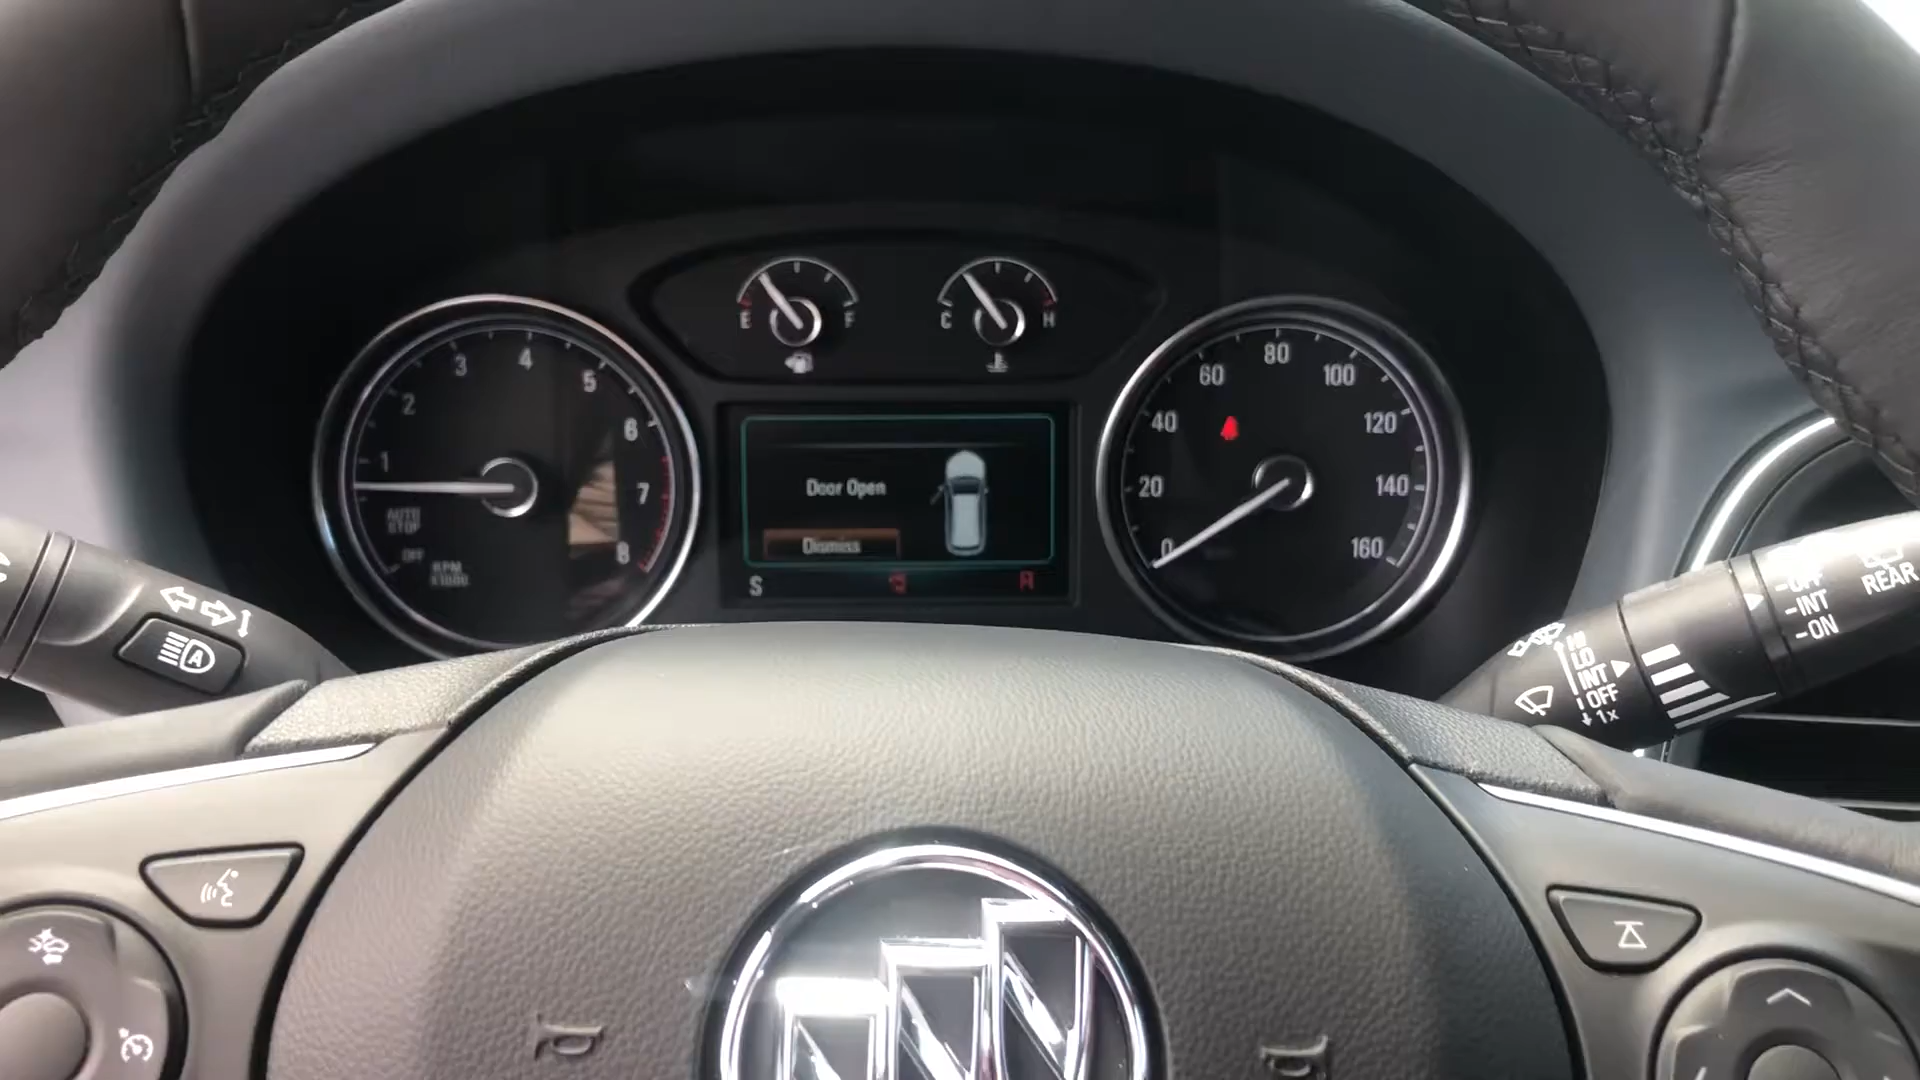 E F
C H
1
2
3
4
5
6
7
8
AUTO
STOP
OFF
RPM
x1000
Door Open
Dismiss
S
0
20
40
60
80
100
120
140
160
A
HI
LO
INT
OFF
1x
-OFF
-INT
-ON
REAR